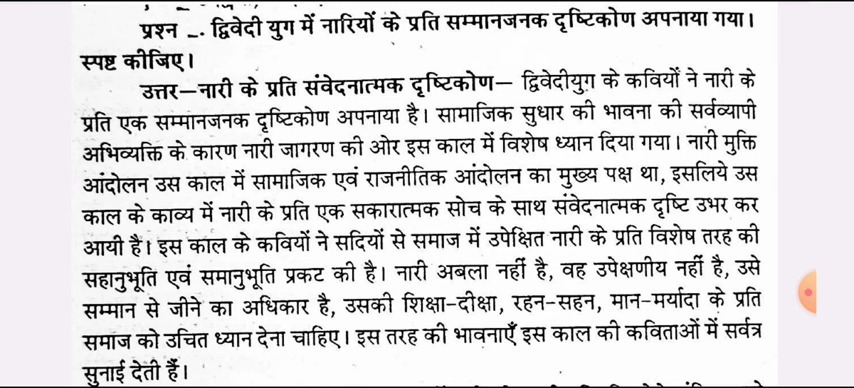 प्रश्न _. द्विवेदी युग में नारियों के प्रति सम्मानजनक दृष्टिकोण अपनाया गया।
स्पष्ट कीजिए।
उत्तर—नारी के प्रति संवेदनात्मक दृष्टिकोण— द्विवेदीयुग के कवियों ने नारी के
प्रति एक सम्मानजनक दृष्टिकोण अपनाया है। सामाजिक सुधार की भावना की सर्वव्यापी
अभिव्यक्ति के कारण नारी जागरण की ओर इस काल में विशेष ध्यान दिया गया। नारी मुक्ति
आंदोलन उस काल में सामाजिक एवं राजनीतिक आंदोलन का मुख्य पक्ष था, इसलिये उस
काल के काव्य में नारी के प्रति एक सकारात्मक सोच के साथ संवेदनात्मक दृष्टि उभर कर
आयी है। इस काल के कवियों ने सदियों से समाज में उपेक्षित नारी के प्रति विशेष तरह की
सहानुभूति एवं समानुभूति प्रकट की है। नारी अबला नहीं है, वह उपेक्षणीय नहीं है, उसे
सम्मान से जीने का अधिकार है, उसकी शिक्षा-दीक्षा, रहन-सहन, मान-मर्यादा के प्रति
समाज को उचित ध्यान देना चाहिए। इस तरह की भावनाएँ इस काल की कविताओं में सर्वत्र
सुनाई देती हैं।